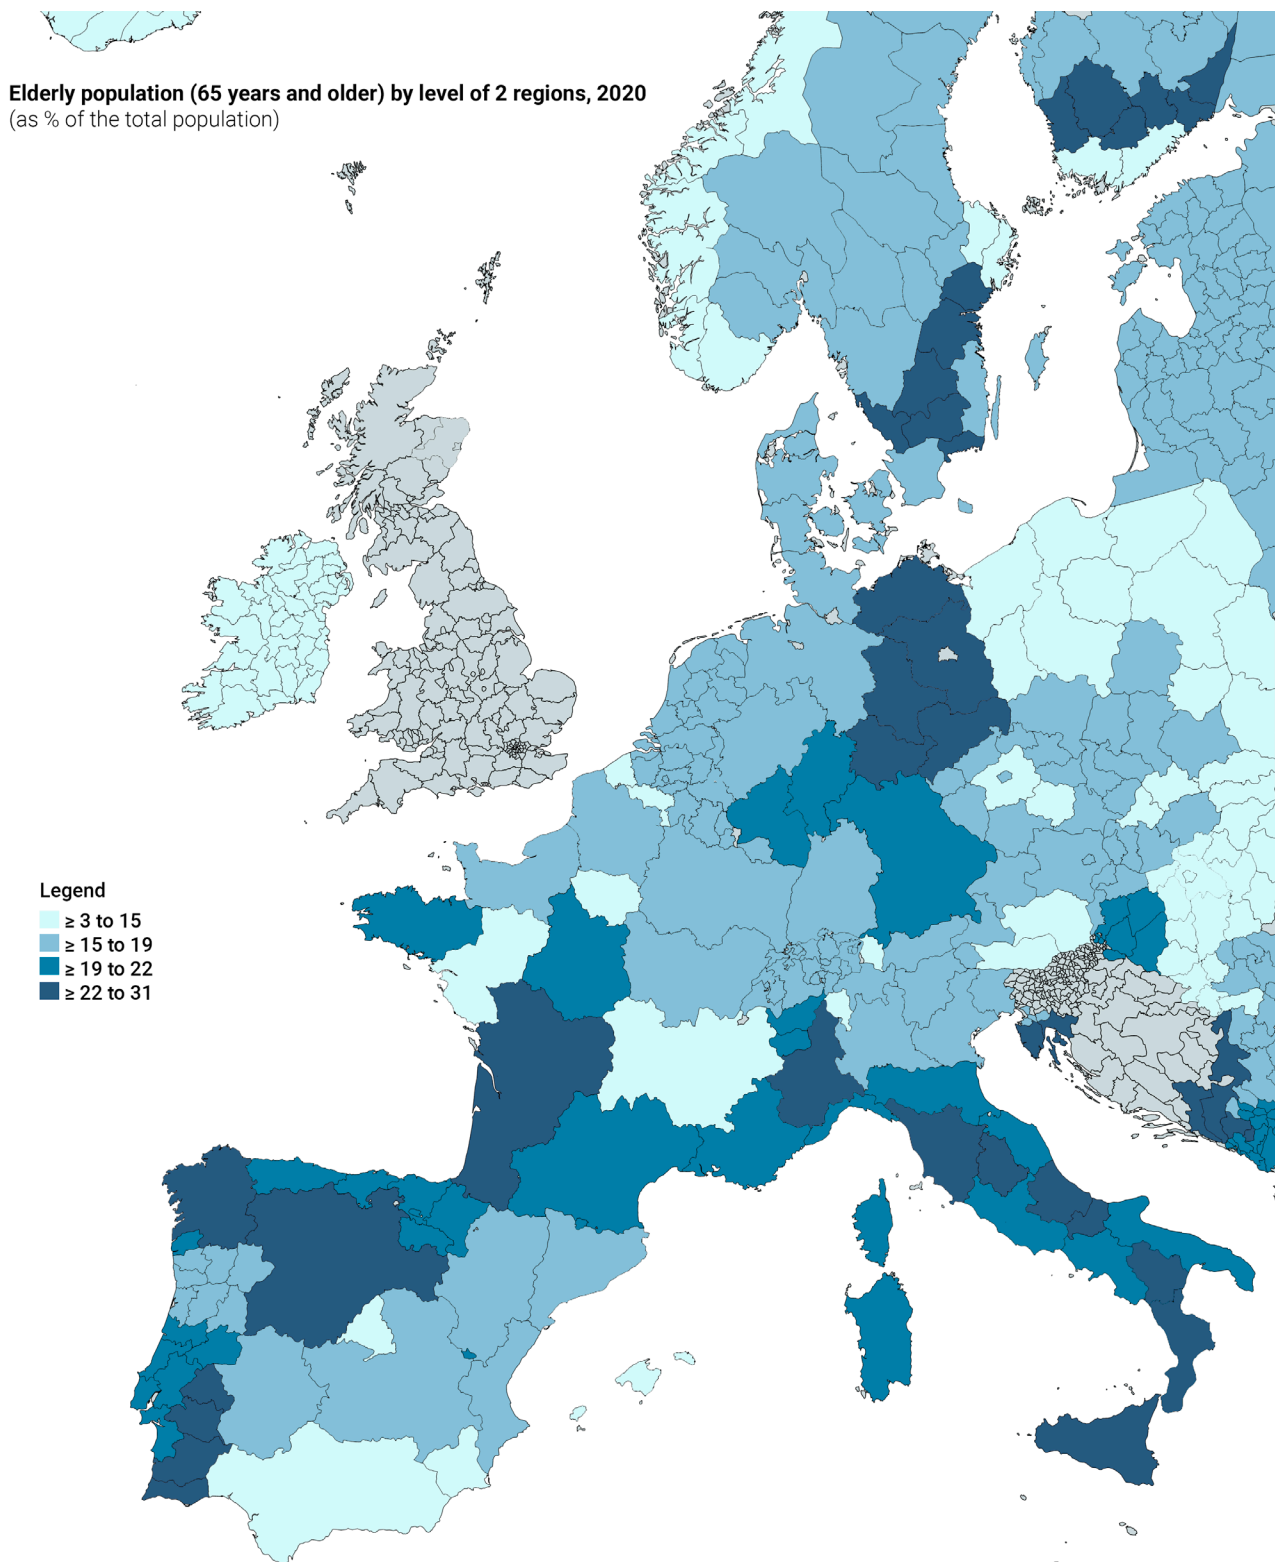 Elderly population (65 years and older) by level of 2 regions, 2020
(as % of the total population)
Legend
≥ 3 to 15
≥ 15 to 19
≥ 19 to 22
≥ 22 to 31